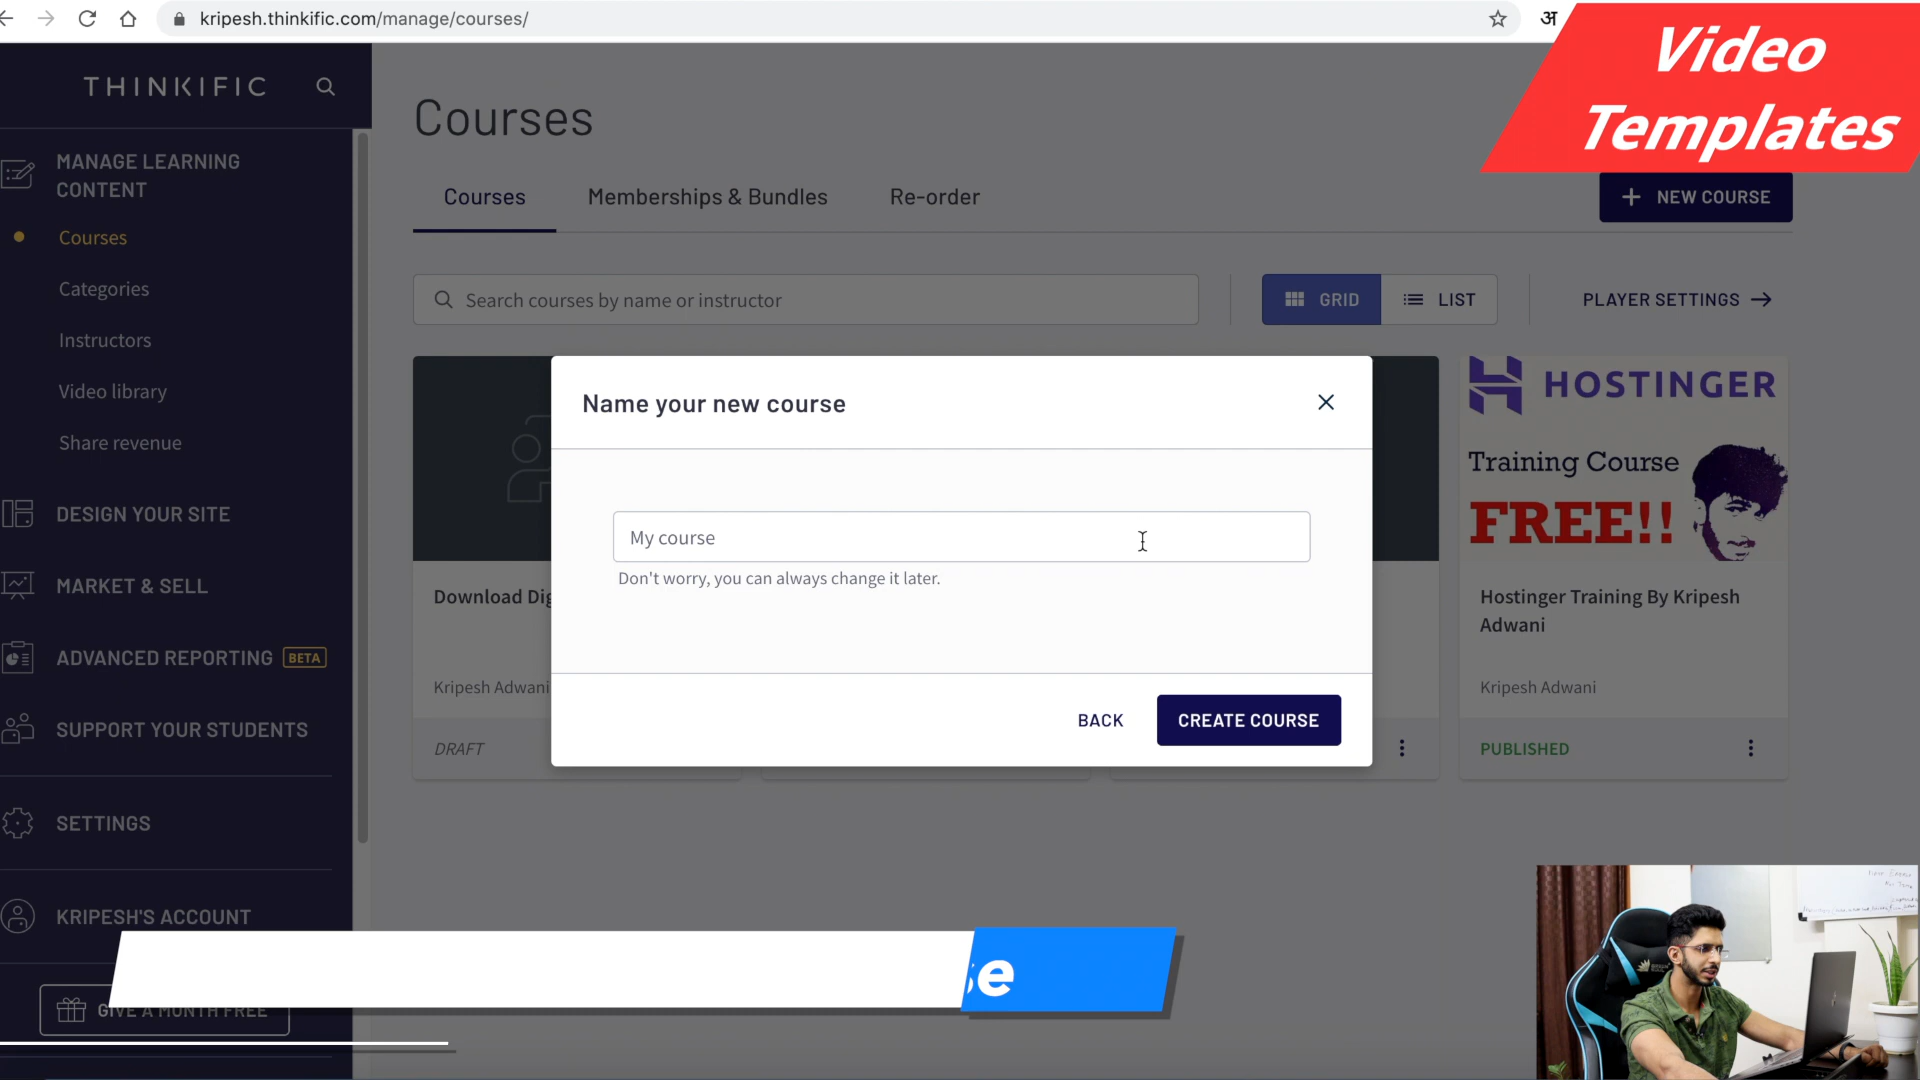 kripesh.thinkific.com/manage/courses/
अ
Video
Templates
THINKIFIC
MANAGE LEARNING
CONTENT
Courses
Categories
Instructors
Video library
Share revenue
DESIGN YOUR SITE
MARKET & SELL
ADVANCED REPORTING BETA
SUPPORT YOUR STUDENTS
SETTINGS
KRIPESH'S ACCOUNT
GIVE A MONTH FREE
Courses
Courses Memberships & Bundles Re-order
+ NEW COURSE
Search courses by name or instructor
GRID LIST
PLAYER SETTINGS →
Name your new course
My course
Don't worry, you can always change it later.
BACK CREATE COURSE
Download Dig
Kripesh Adwani
DRAFT
HOSTINGER
Training Course
FREE!!
Hostinger Training By Kripesh
Adwani
Kripesh Adwani
PUBLISHED
se